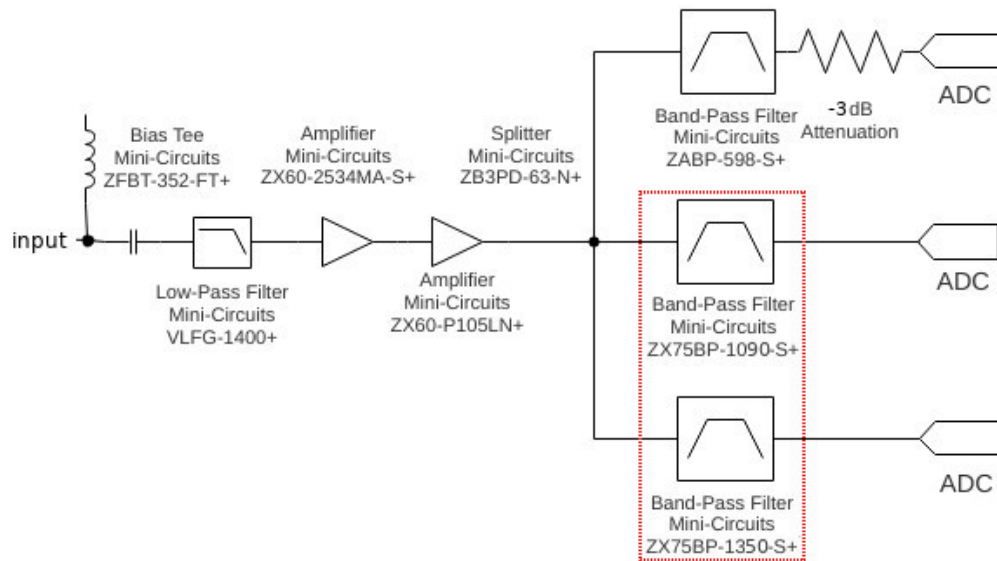 Bias Tee
Mini-Circuits
ZFBT-352-FT+
Amplifier
Mini-Circuits
ZX60-2534MA-S+
Splitter
Mini-Circuits
ZB3PD-63-N+
Band-Pass Filter
Mini-Circuits
ZABP-598-S+
-3dB
Attenuation
ADC
input
Low-Pass Filter
Mini-Circuits
VLFG-1400+
Amplifier
Mini-Circuits
ZX60-P105LN+
Band-Pass Filter
Mini-Circuits
ZX75BP-1090-S+
ADC
Band-Pass Filter
Mini-Circuits
ZX75BP-1350-S+
ADC